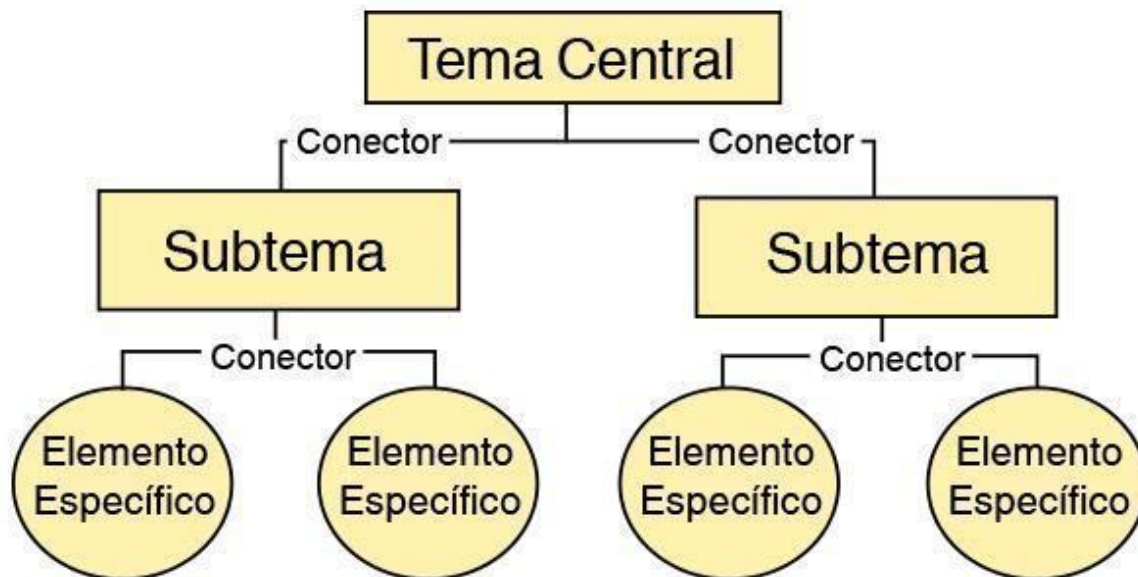 Tema Central
Conector Conector
Subtema Subtema
Conector Conector
Elemento Elemento Elemento Elemento
Específico Específico Específico Específico